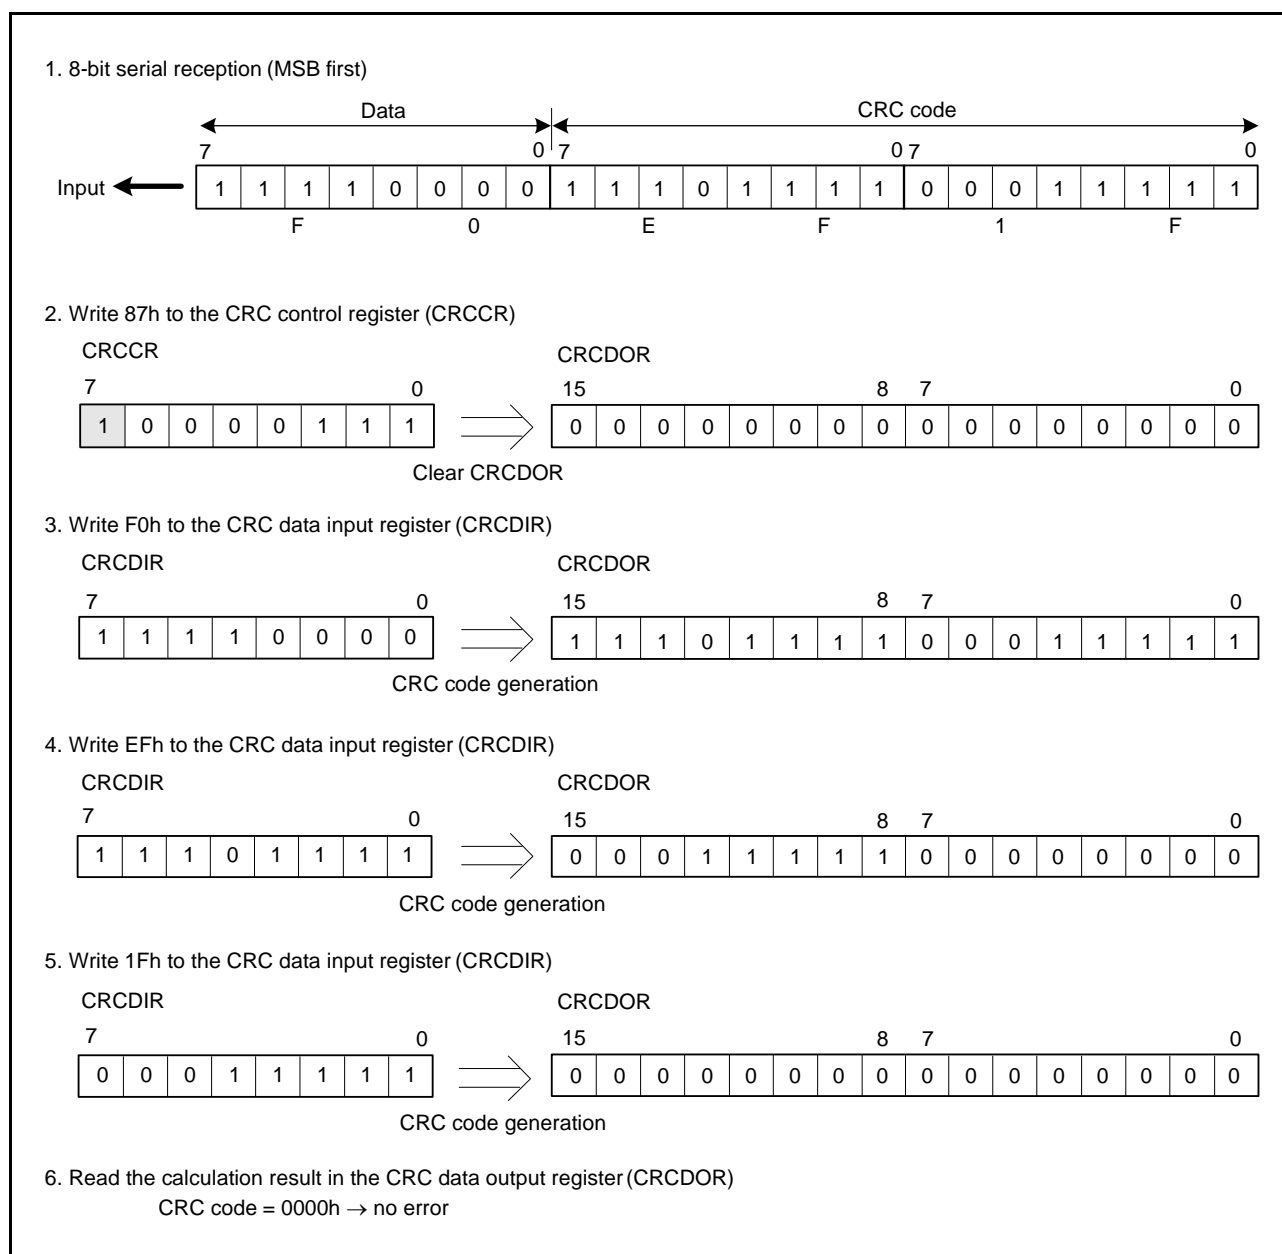 1. 8-bit serial reception (MSB first)
Data CRC code
7 0 7 0 7 0
Input 1 1 1 1 0 0 0 0 1 1 1 0 1 1 1 1 0 0 0 1 1 1 1 1
F 0 E F 1 F
2. Write 87h to the CRC control register (CRCCR)
CRCCR CRCDOR
7 0 15 8 7 0
1 0 0 0 0 1 1 1 0 0 0 0 0 0 0 0 0 0 0 0 0 0 0 0
Clear CRCDOR
3. Write F0h to the CRC data input register (CRCDIR)
CRCDIR CRCDOR
7 0 15 8 7 0
1 1 1 1 0 0 0 0 1 1 1 0 1 1 1 1 0 0 0 1 1 1 1 1
CRC code generation
4. Write EFh to the CRC data input register (CRCDIR)
CRCDIR CRCDOR
7 0 15 8 7 0
1 1 1 0 1 1 1 1 0 0 0 1 1 1 1 1 0 0 0 0 0 0 0 0
CRC code generation
5. Write 1Fh to the CRC data input register (CRCDIR)
CRCDIR CRCDOR
7 0 15 8 7 0
0 0 0 1 1 1 1 1 0 0 0 0 0 0 0 0 0 0 0 0 0 0 0 0
CRC code generation
6. Read the calculation result in the CRC data output register (CRCDOR)
CRC code = 0000h → no error